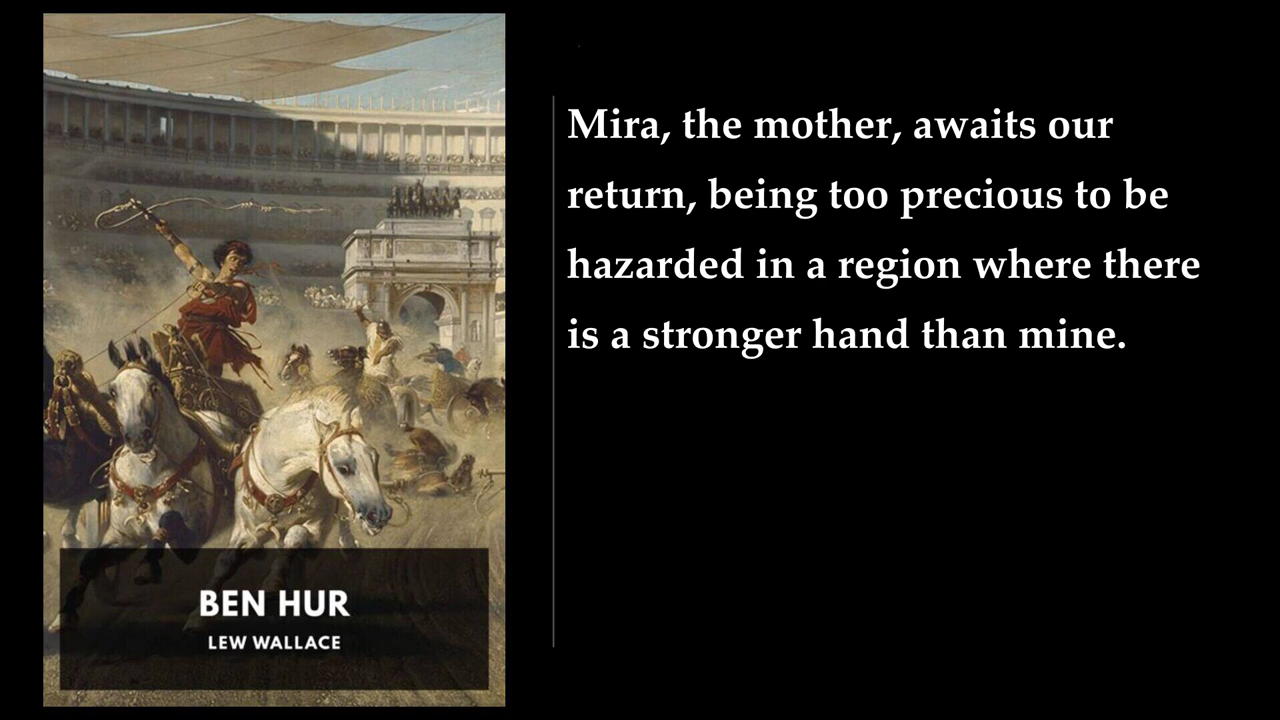 BEN HUR
LEW WALLACE
Mira, the mother, awaits our
return, being too precious to be
hazarded in a region where there
is a stronger hand than mine.